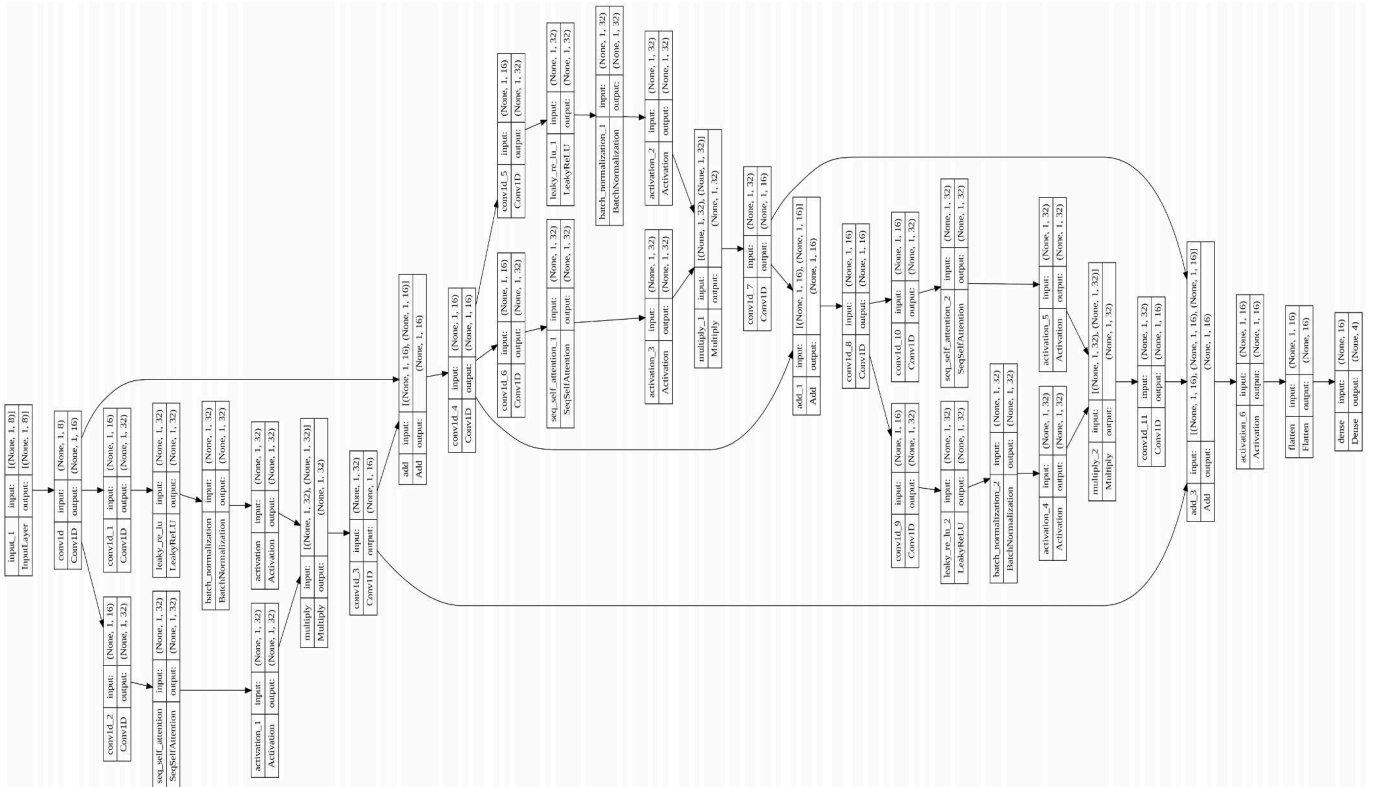 input_1 input: [(None, 1, 8)]
InputLayer output: [(None, 1, 8)]
conv1d input: (None, 1, 8)
Conv1D output: (None, 1, 16)
conv1d_1 input: (None, 1, 16)
Conv1D output: (None, 1, 32)
conv1d_2 input: (None, 1, 16)
Conv1D output: (None, 1, 32)
leaky_re_lu input: (None, 1, 32)
LeakyReLU output: (None, 1, 32)
seq_self_attention input: (None, 1, 32)
SeqSelfAttention output: (None, 1, 32)
batch_normalization input: (None, 1, 32)
BatchNormalization output: (None, 1, 32)
activation input: (None, 1, 32)
Activation output: (None, 1, 32)
activation_1 input: (None, 1, 32)
Activation output: (None, 1, 32)
multiply input: [(None, 1, 32), (None, 1, 32)]
Multiply output: (None, 1, 32)
conv1d_3 input: (None, 1, 32)
Conv1D output: (None, 1, 16)
add input: [(None, 1, 16), (None, 1, 16)]
Add output: (None, 1, 16)
conv1d_4 input: (None, 1, 16)
Conv1D output: (None, 1, 16)
conv1d_5 input: (None, 1, 16)
Conv1D output: (None, 1, 32)
conv1d_6 input: (None, 1, 16)
Conv1D output: (None, 1, 32)
leaky_re_lu_1 input: (None, 1, 32)
LeakyReLU output: (None, 1, 32)
seq_self_attention_1 input: (None, 1, 32)
SeqSelfAttention output: (None, 1, 32)
batch_normalization_1 input: (None, 1, 32)
BatchNormalization output: (None, 1, 32)
activation_2 input: (None, 1, 32)
Activation output: (None, 1, 32)
activation_3 input: (None, 1, 32)
Activation output: (None, 1, 32)
multiply_1 input: [(None, 1, 32), (None, 1, 32)]
Multiply output: (None, 1, 32)
conv1d_7 input: (None, 1, 32)
Conv1D output: (None, 1, 16)
add_1 input: [(None, 1, 16), (None, 1, 16)]
Add output: (None, 1, 16)
conv1d_8 input: (None, 1, 16)
Conv1D output: (None, 1, 16)
conv1d_10 input: (None, 1, 16)
Conv1D output: (None, 1, 32)
conv1d_9 input: (None, 1, 16)
Conv1D output: (None, 1, 32)
seq_self_attention_2 input: (None, 1, 32)
SeqSelfAttention output: (None, 1, 32)
leaky_re_lu_2 input: (None, 1, 32)
LeakyReLU output: (None, 1, 32)
batch_normalization_2 input: (None, 1, 32)
BatchNormalization output: (None, 1, 32)
activation_5 input: (None, 1, 32)
Activation output: (None, 1, 32)
activation_4 input: (None, 1, 32)
Activation output: (None, 1, 32)
multiply_2 input: [(None, 1, 32), (None, 1, 32)]
Multiply output: (None, 1, 32)
conv1d_11 input: (None, 1, 32)
Conv1D output: (None, 1, 16)
add_3 input: [(None, 1, 16), (None, 1, 16), (None, 1, 16)]
Add output: (None, 1, 16)
activation_6 input: (None, 1, 16)
Activation output: (None, 1, 16)
flatten input: (None, 1, 16)
Flatten output: (None, 16)
dense input: (None, 16)
Dense output: (None, 4)